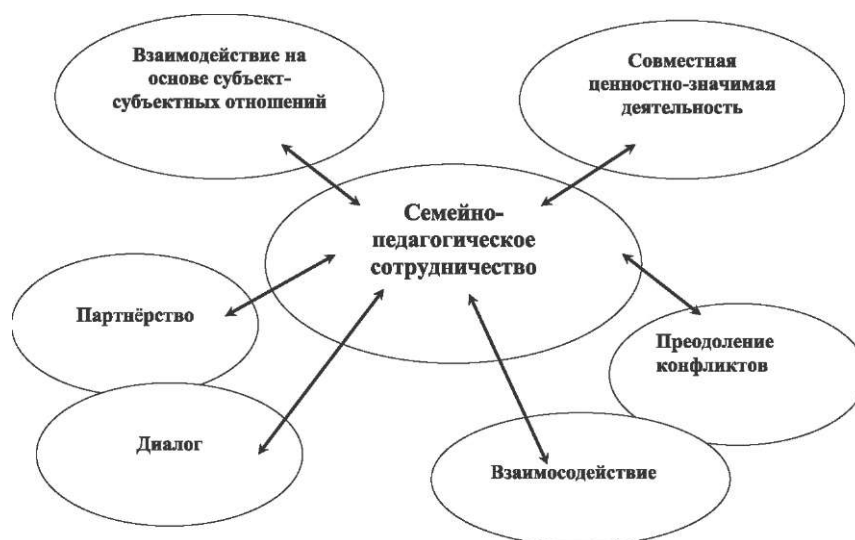 Взаимодействие на
основе субъект-
субъектных отношений
Совместная
ценностно-значимая
деятельность
Семейно-
педагогическое
сотрудничество
Партнёрство
Преодоление
конфликтов
Диалог
Взаимосодействие